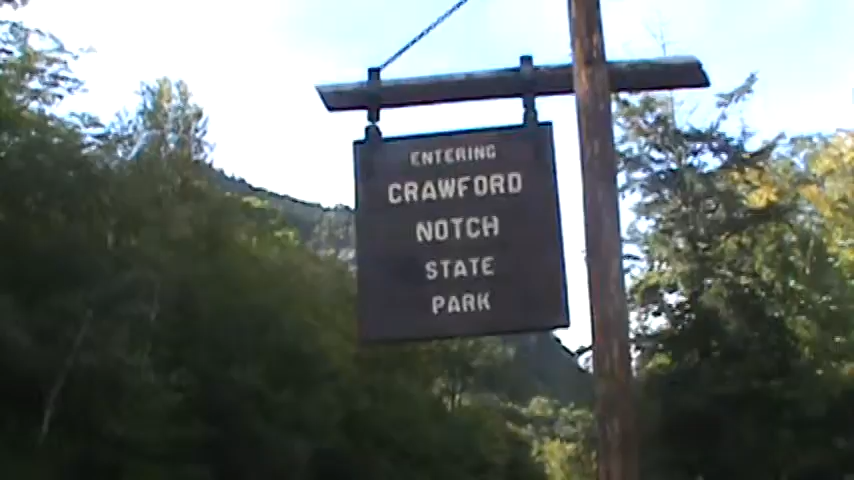 ENTERING
CRAWFORD
NOTCH
STATE
PARK